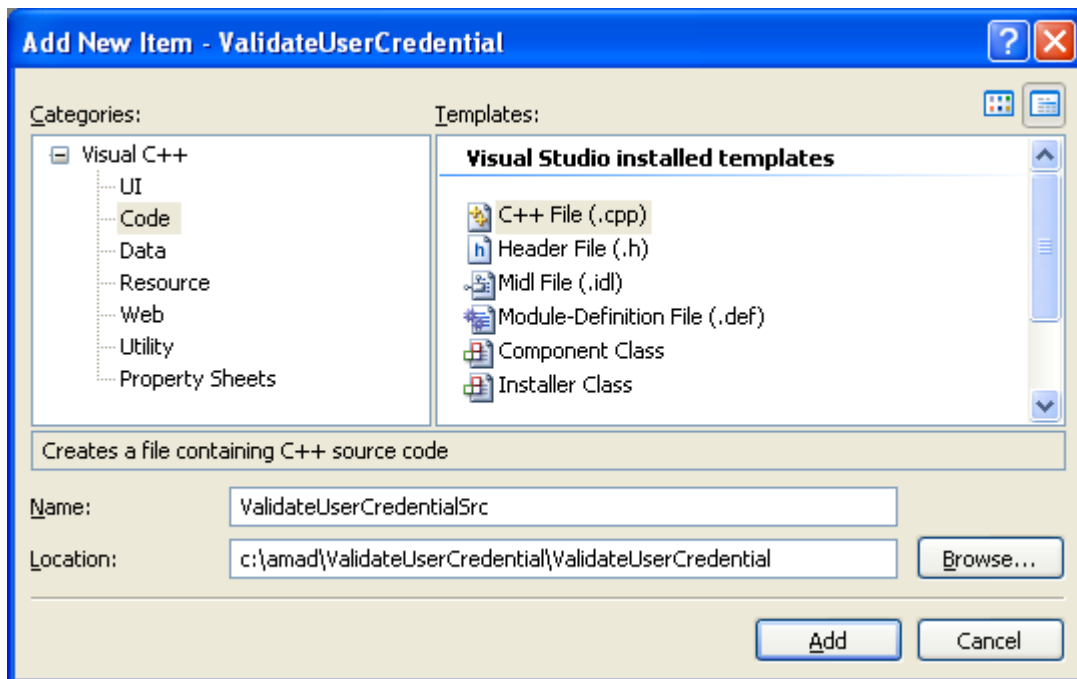 Add New Item - ValidateUserCredential
Categories:
Visual C++
UI
Code
Data
Resource
Web
Utility
Property Sheets
Templates:
Visual Studio installed templates
C++ File (.cpp)
Header File (.h)
Midl File (.idl)
Module-Definition File (.def)
Component Class
Installer Class
Creates a file containing C++ source code
Name:
ValidateUserCredentialSrc
Location:
c:\amad\ValidateUserCredential\ValidateUserCredential
Browse...
Add
Cancel